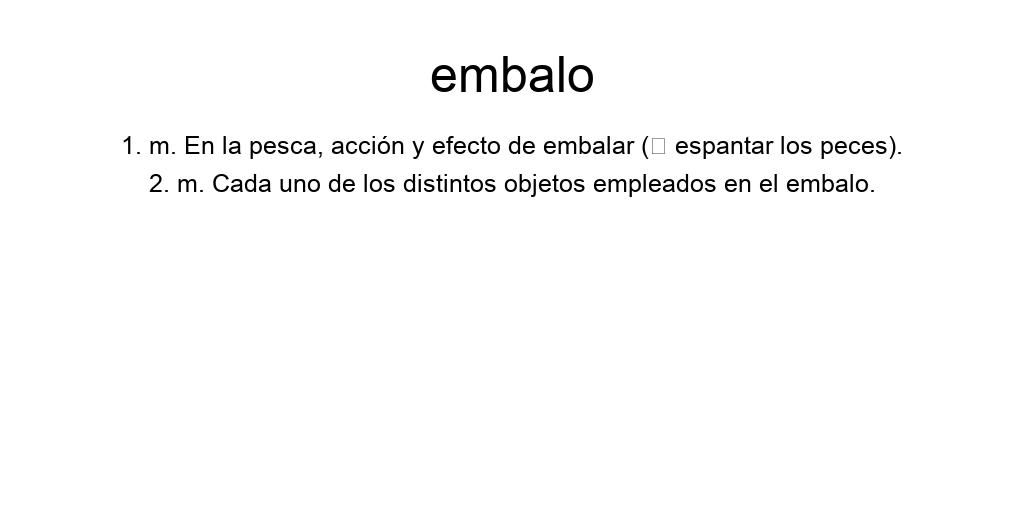 embalo
1. m. En la pesca, acción y efecto de embalar (□ espantar los peces).
2. m. Cada uno de los distintos objetos empleados en el embalo.